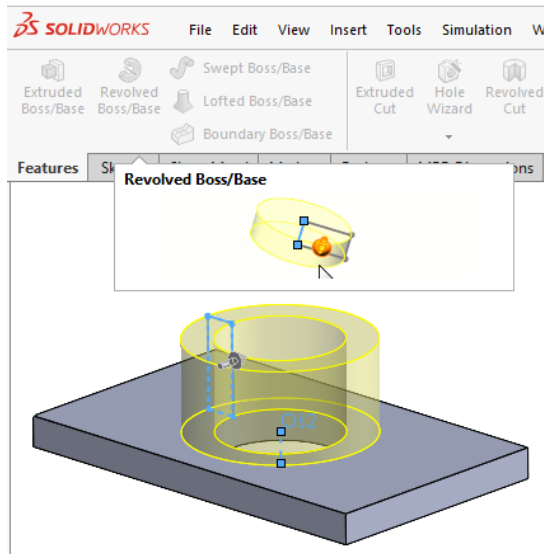 SOLIDWORKS File Edit View Insert Tools Simulation
Extruded Boss/Base
Revolved Boss/Base
Swept Boss/Base
Lofted Boss/Base
Boundary Boss/Base
Extruded Cut
Hole Wizard
Revolved Cut
Features
Revolved Boss/Base